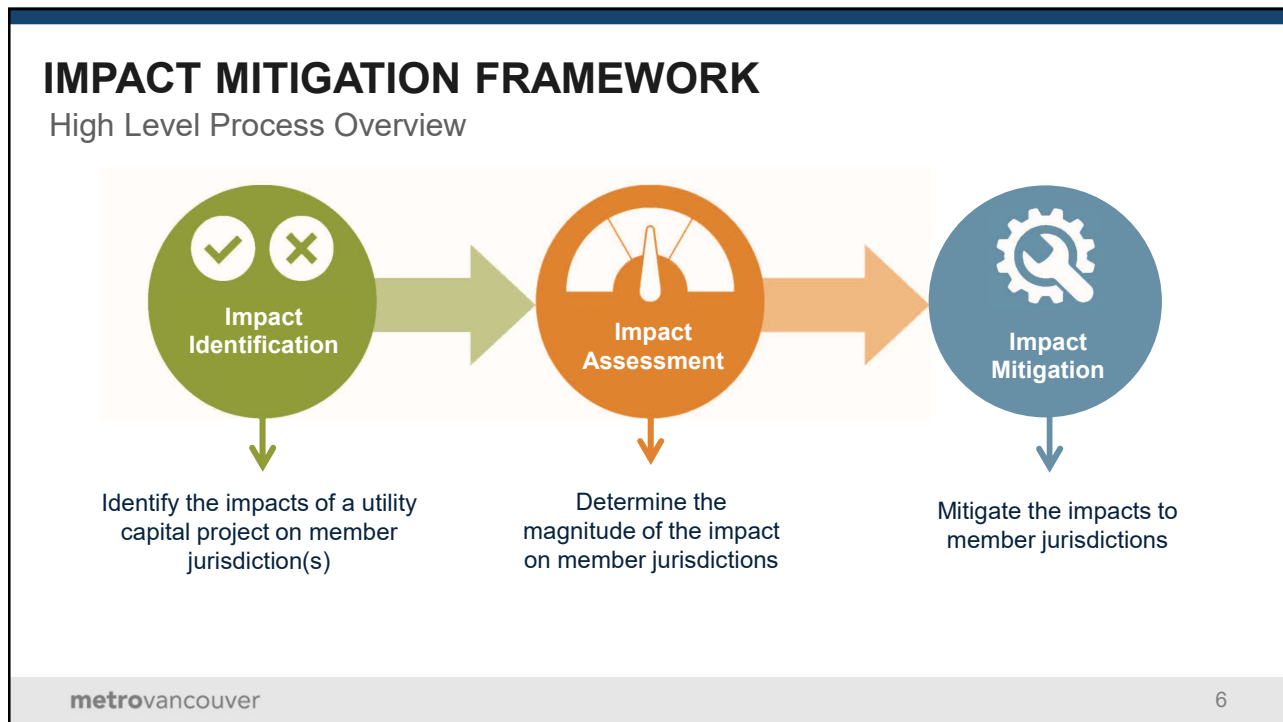 IMPACT MITIGATION FRAMEWORK
High Level Process Overview
Impact
Identification
Impact
Assessment
Impact
Mitigation
Identify the impacts of a utility
capital project on member
jurisdiction(s)
Determine the
magnitude of the impact
on member jurisdictions
Mitigate the impacts to
member jurisdictions
metrovancouver
6